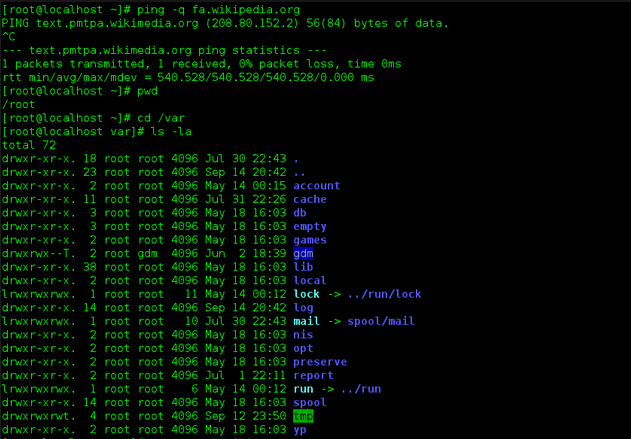 [root@localhost ~]# ping -q fa.wikipedia.org
PING text.pmtpa.wikimedia.org (208.80.152.2) 56(84) bytes of data.
^C
--- text.pmtpa.wikimedia.org ping statistics ---
1 packets transmitted, 1 received, 0% packet loss, time 0ms
rtt min/avg/max/mdev = 540.528/540.528/540.528/0.000 ms
[root@localhost ~]# pwd
/root
[root@localhost ~]# cd /var
[root@localhost var]# ls -la
total 72
drwxr-xr-x. 18 root root 4096 Jul 30 22:43 .
drwxr-xr-x. 23 root root 4096 Sep 14 20:42 ..
drwxr-xr-x.  2 root root 4096 May 14 00:15 account
drwxr-xr-x. 11 root root 4096 Jul 31 22:26 cache
drwxr-xr-x.  3 root root 4096 May 18 16:03 db
drwxr-xr-x.  3 root root 4096 May 18 16:03 empty
drwxr-xr-x.  2 root root 4096 May 18 16:03 games
drwxrwx--T.  2 root gdm  4096 Jun  2 18:39 gdm
drwxr-xr-x. 38 root root 4096 May 18 16:03 lib
drwxr-xr-x.  2 root root 4096 May 18 16:03 local
lrwxrwxrwx.  1 root root   11 May 14 00:12 lock -> ../run/lock
drwxr-xr-x. 14 root root 4096 Sep 14 20:42 log
lrwxrwxrwx.  1 root root   10 Jul 30 22:43 mail -> spool/mail
drwxr-xr-x.  2 root root 4096 May 18 16:03 nis
drwxr-xr-x.  2 root root 4096 May 18 16:03 opt
drwxr-xr-x.  2 root root 4096 May 18 16:03 preserve
drwxr-xr-x.  2 root root 4096 Jul  1 22:11 report
lrwxrwxrwx.  1 root root    6 May 14 00:12 run -> ../run
drwxr-xr-x. 14 root root 4096 May 18 16:03 spool
drwxrwxrwt.  4 root root 4096 Sep 12 23:50 tmp
drwxr-xr-x.  2 root root 4096 May 18 16:03 yp